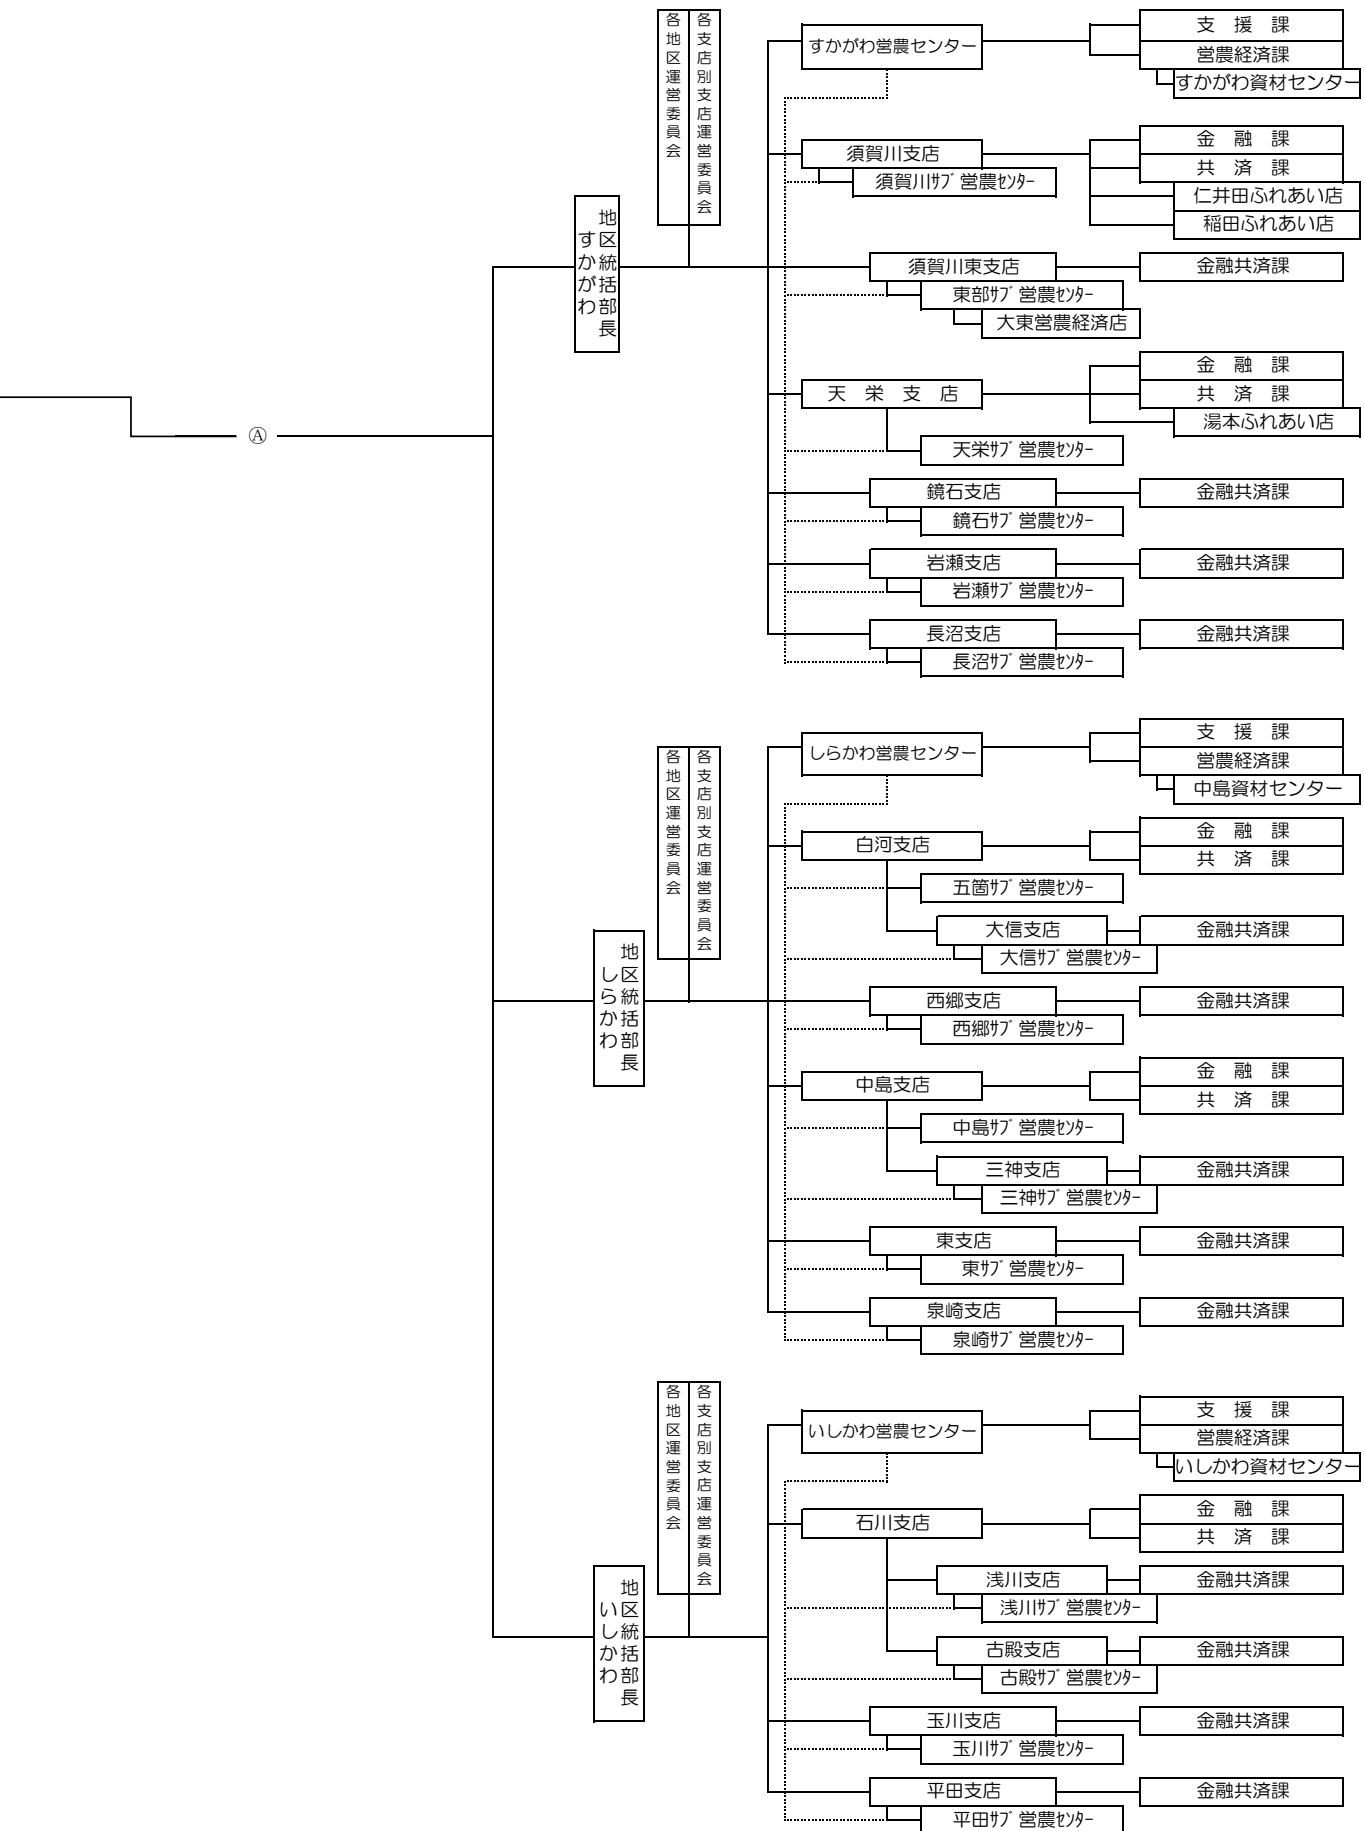 Ⓐ
すかがわ
地区統括部長
各地区運営委員会
各支店別支店運営委員会
すかがわ営農センター
支　援　課
営農経済課
すかがわ資材センター
須賀川支店
須賀川ｻﾌﾞ営農ｾﾝﾀｰ
金　融　課
共　済　課
仁井田ふれあい店
稲田ふれあい店
須賀川東支店
金融共済課
東部ｻﾌﾞ営農ｾﾝﾀｰ
大東営農経済店
天　栄　支　店
金　融　課
共　済　課
湯本ふれあい店
天栄ｻﾌﾞ営農ｾﾝﾀｰ
鏡石支店
金融共済課
鏡石ｻﾌﾞ営農ｾﾝﾀｰ
岩瀬支店
金融共済課
岩瀬ｻﾌﾞ営農ｾﾝﾀｰ
長沼支店
金融共済課
長沼ｻﾌﾞ営農ｾﾝﾀｰ
しらかわ
地区統括部長
各地区運営委員会
各支店別支店運営委員会
しらかわ営農センター
支　援　課
営農経済課
中島資材センター
白河支店
金　融　課
共　済　課
五箇ｻﾌﾞ営農ｾﾝﾀｰ
大信支店
金融共済課
大信ｻﾌﾞ営農ｾﾝﾀｰ
西郷支店
金融共済課
西郷ｻﾌﾞ営農ｾﾝﾀｰ
中島支店
金　融　課
共　済　課
中島ｻﾌﾞ営農ｾﾝﾀｰ
三神支店
金融共済課
三神ｻﾌﾞ営農ｾﾝﾀｰ
東支店
金融共済課
東ｻﾌﾞ営農ｾﾝﾀｰ
泉崎支店
金融共済課
泉崎ｻﾌﾞ営農ｾﾝﾀｰ
いしかわ
地区統括部長
各地区運営委員会
各支店別支店運営委員会
いしかわ営農センター
支　援　課
営農経済課
いしかわ資材センター
石川支店
金　融　課
共　済　課
浅川支店
金融共済課
浅川ｻﾌﾞ営農ｾﾝﾀｰ
古殿支店
金融共済課
古殿ｻﾌﾞ営農ｾﾝﾀｰ
玉川支店
金融共済課
玉川ｻﾌﾞ営農ｾﾝﾀｰ
平田支店
金融共済課
平田ｻﾌﾞ営農ｾﾝﾀｰ